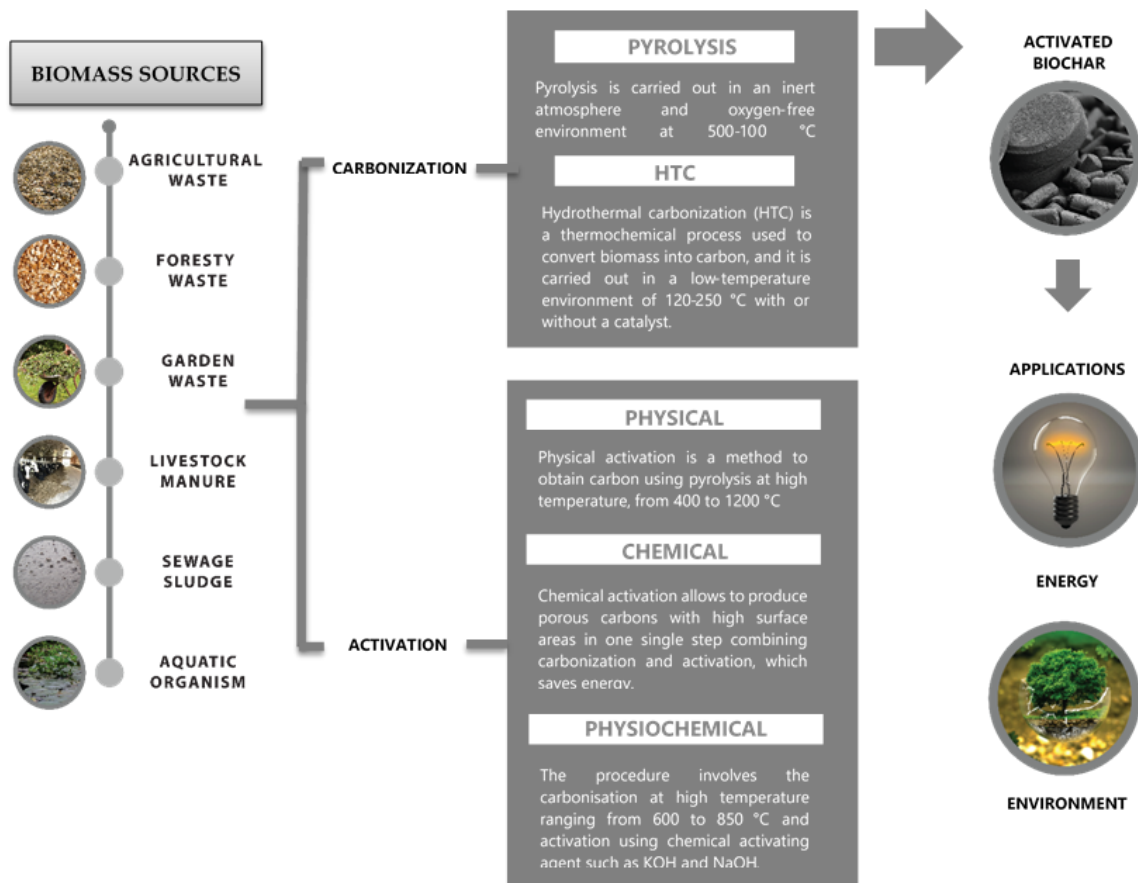 BIOMASS SOURCES
AGRICULTURAL
WASTE
FORESTY
WASTE
GARDEN
WASTE
LIVESTOCK
MANURE
SEWAGE
SLUDGE
AQUATIC
ORGANISM
CARBONIZATION
ACTIVATION
PYROLYSIS
Pyrolysis is carried out in an inert
atmosphere and oxygen-free
environment at 500-100 °C
HTC
Hydrothermal carbonization (HTC) is
a thermochemical process used to
convert biomass into carbon, and it is
carried out in a low-temperature
environment of 120-250 °C with or
without a catalyst.
PHYSICAL
Physical activation is a method to
obtain carbon using pyrolysis at high
temperature, from 400 to 1200 °C
CHEMICAL
Chemical activation allows to produce
porous carbons with high surface
areas in one single step combining
carbonization and activation, which
saves energy.
PHYSIOCHEMICAL
The procedure involves the
carbonisation at high temperature
ranging from 600 to 850 °C and
activation using chemical activating
agent such as KOH and NaOH.
ACTIVATED
BIOCHAR
APPLICATIONS
ENERGY
ENVIRONMENT